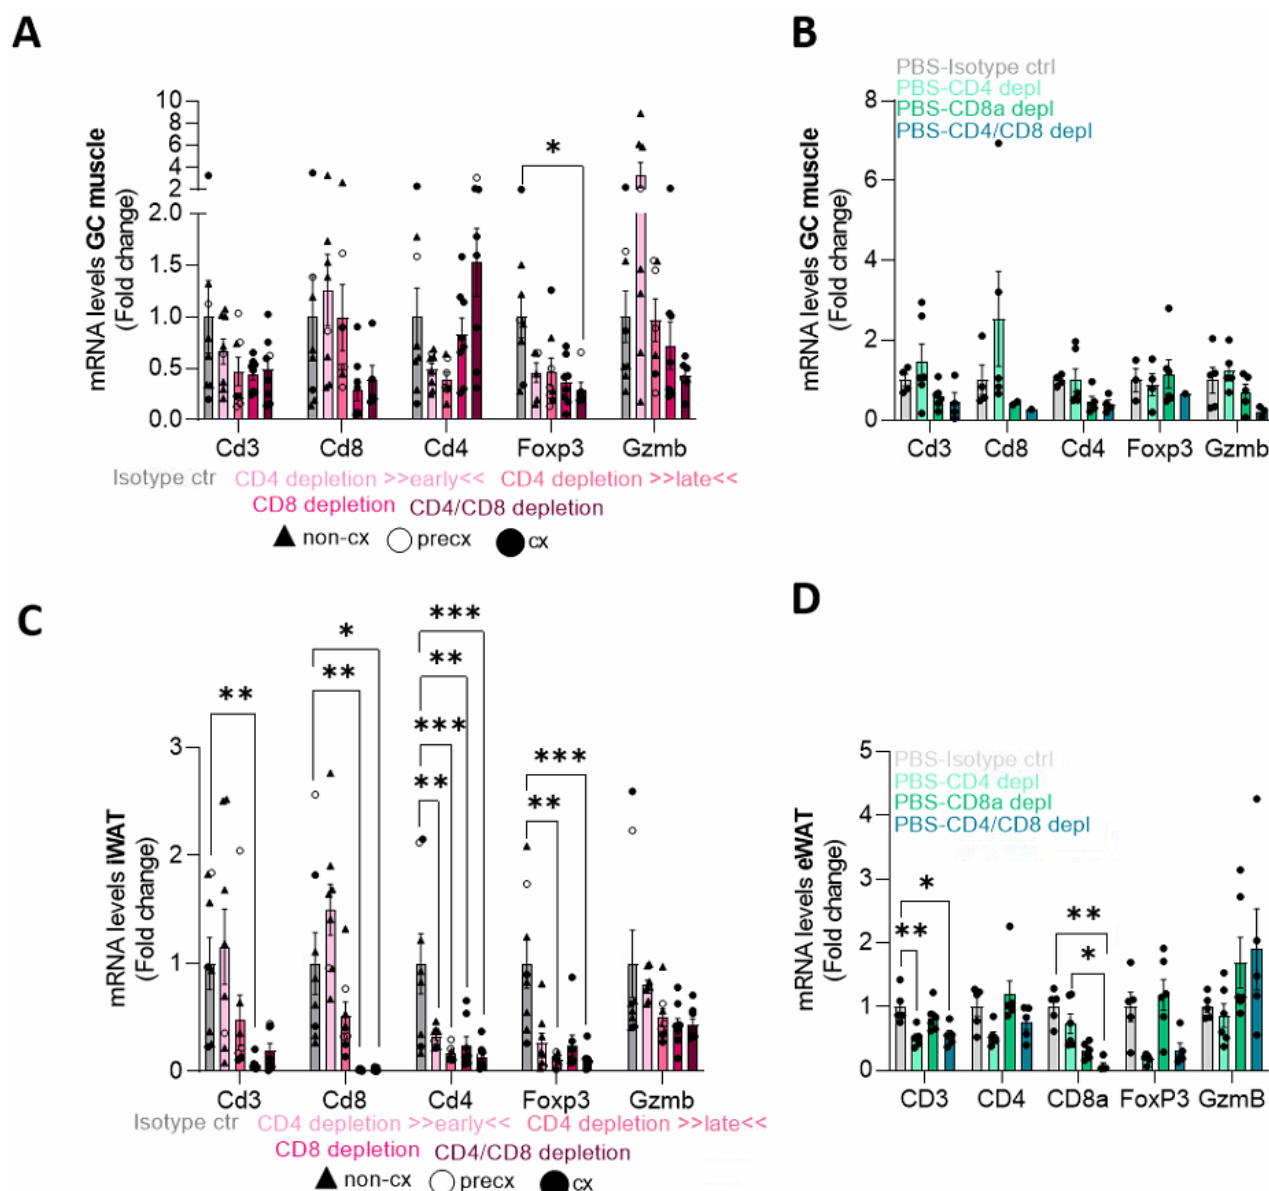 A
mRNA levels GC muscle
(Fold change)
10
8
6
4
2
2.0
1.5
1.0
0.5
0.0
*
Cd3 Cd8 Cd4 Foxp3 Gzmb
Isotype ctr CD4 depletion >>early<< CD4 depletion >>late<<
CD8 depletion CD4/CD8 depletion
non-cx precx cx
B
PBS-Isotype ctrl
PBS-CD4 depl
PBS-CD8a depl
PBS-CD4/CD8 depl
mRNA levels GC muscle
(Fold change)
8
6
4
2
0
Cd3 Cd8 Cd4 Foxp3 Gzmb
C
mRNA levels iWAT
(Fold change)
3
2
1
0
**
*
**
***
**
***
**
***
**
Cd3 Cd8 Cd4 Foxp3 Gzmb
Isotype ctr CD4 depletion >>early<< CD4 depletion >>late<<
CD8 depletion CD4/CD8 depletion
non-cx precx cx
D
PBS-Isotype ctrl
PBS-CD4 depl
PBS-CD8a depl
PBS-CD4/CD8 depl
mRNA levels eWAT
(Fold change)
5
4
3
2
1
0
*
**
**
*
CD3 CD4 CD8a FoxP3 GzmB